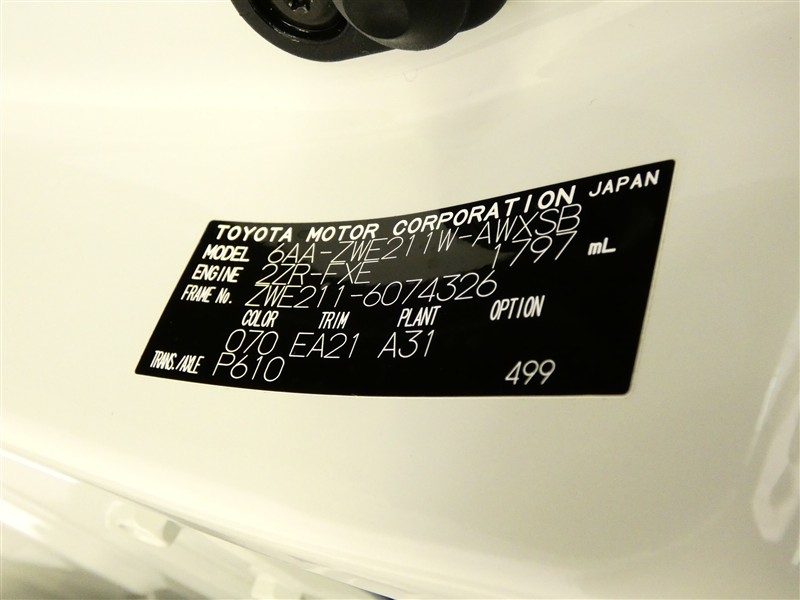 TOYOTA MOTOR CORPORATION JAPAN
MODEL 6AA-ZWE211W-AWXSB
ENGINE 2ZR-FXE 1797 mL
FRAME No. ZWE211-6074326
COLOR TRIM PLANT OPTION
070 EA21 A31
TRANS./AXLE P610 499